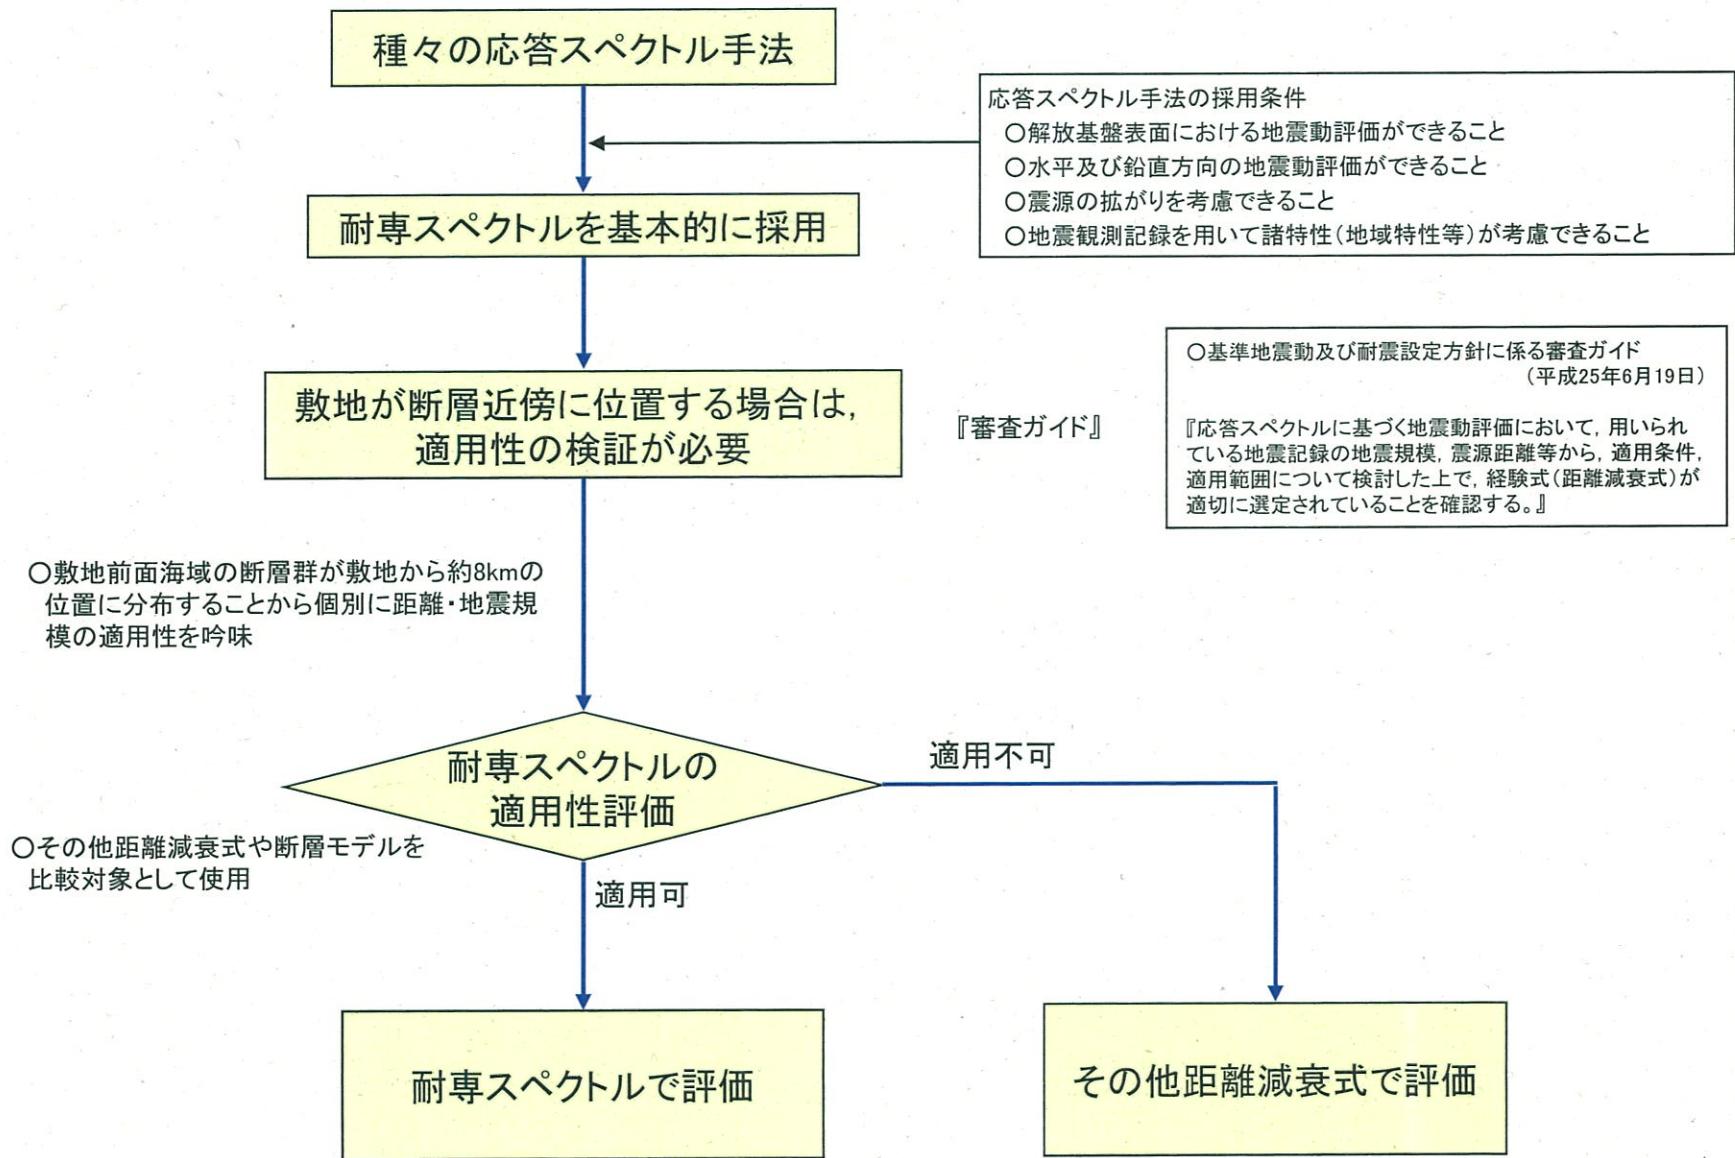 種々の応答スペクトル手法
応答スペクトル手法の採用条件
○解放基盤表面における地震動評価ができること
○水平及び鉛直方向の地震動評価ができること
○震源の拡がりを考慮できること
○地震観測記録を用いて諸特性(地域特性等)が考慮できること
耐専スペクトルを基本的に採用
敷地が断層近傍に位置する場合は,
適用性の検証が必要
『審査ガイド』
○基準地震動及び耐震設定方針に係る審査ガイド
(平成25年6月19日)
『応答スペクトルに基づく地震動評価において, 用いられ
ている地震記録の地震規模, 震源距離等から, 適用条件,
適用範囲について検討した上で, 経験式(距離減衰式)が
適切に選定されていることを確認する。』
○敷地前面海域の断層群が敷地から約8kmの
位置に分布することから個別に距離・地震規
模の適用性を吟味
耐専スペクトルの
適用性評価
適用不可
○その他距離減衰式や断層モデルを
比較対象として使用
適用可
耐専スペクトルで評価
その他距離減衰式で評価